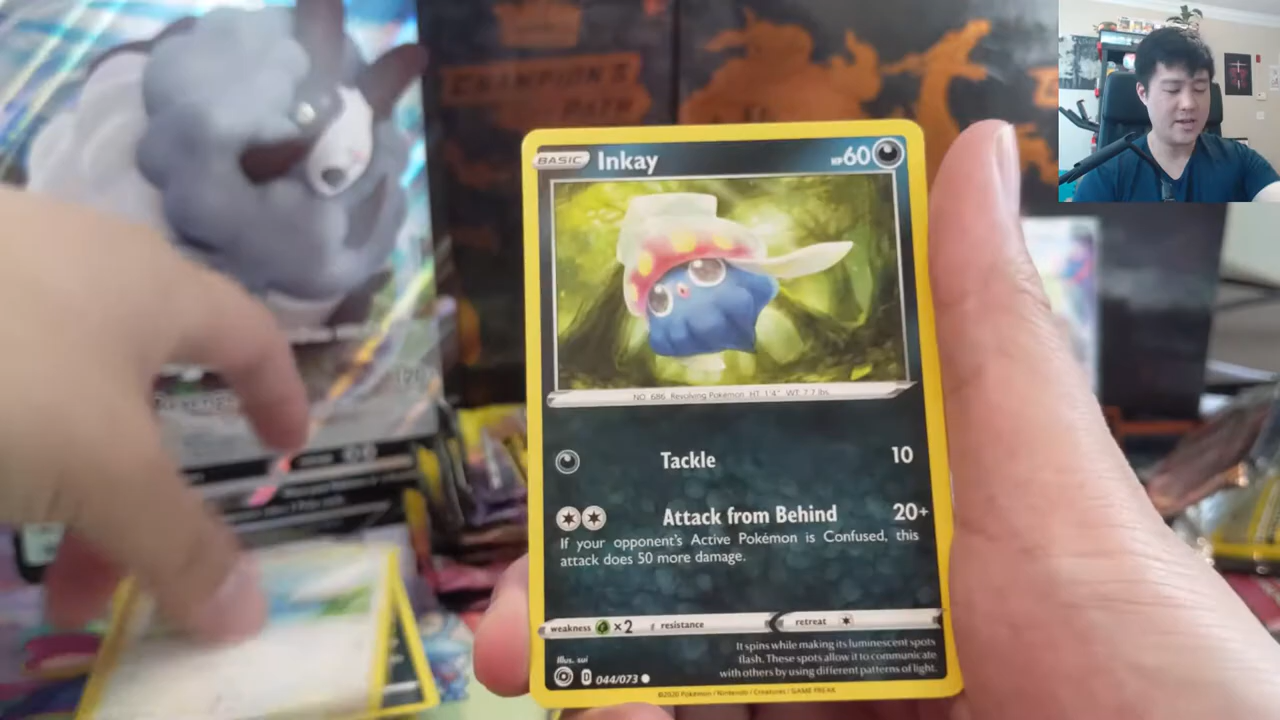 CHAMPION'S
PATH
BASIC Inkay HP60
NO. 686 Revolving Pokémon HT: 1'4" WT: 7.7 lbs.
Tackle 10
Attack from Behind 20+
If your opponent's Active Pokémon is Confused, this
attack does 50 more damage.
weakness ×2 resistance retreat
It spins while making its luminescent spots
flash. These spots allow it to communicate
with others by using different patterns of light.
Illus. sui
D 044/073
©2020 Pokémon / Nintendo / Creatures / GAME FREAK
Revenge